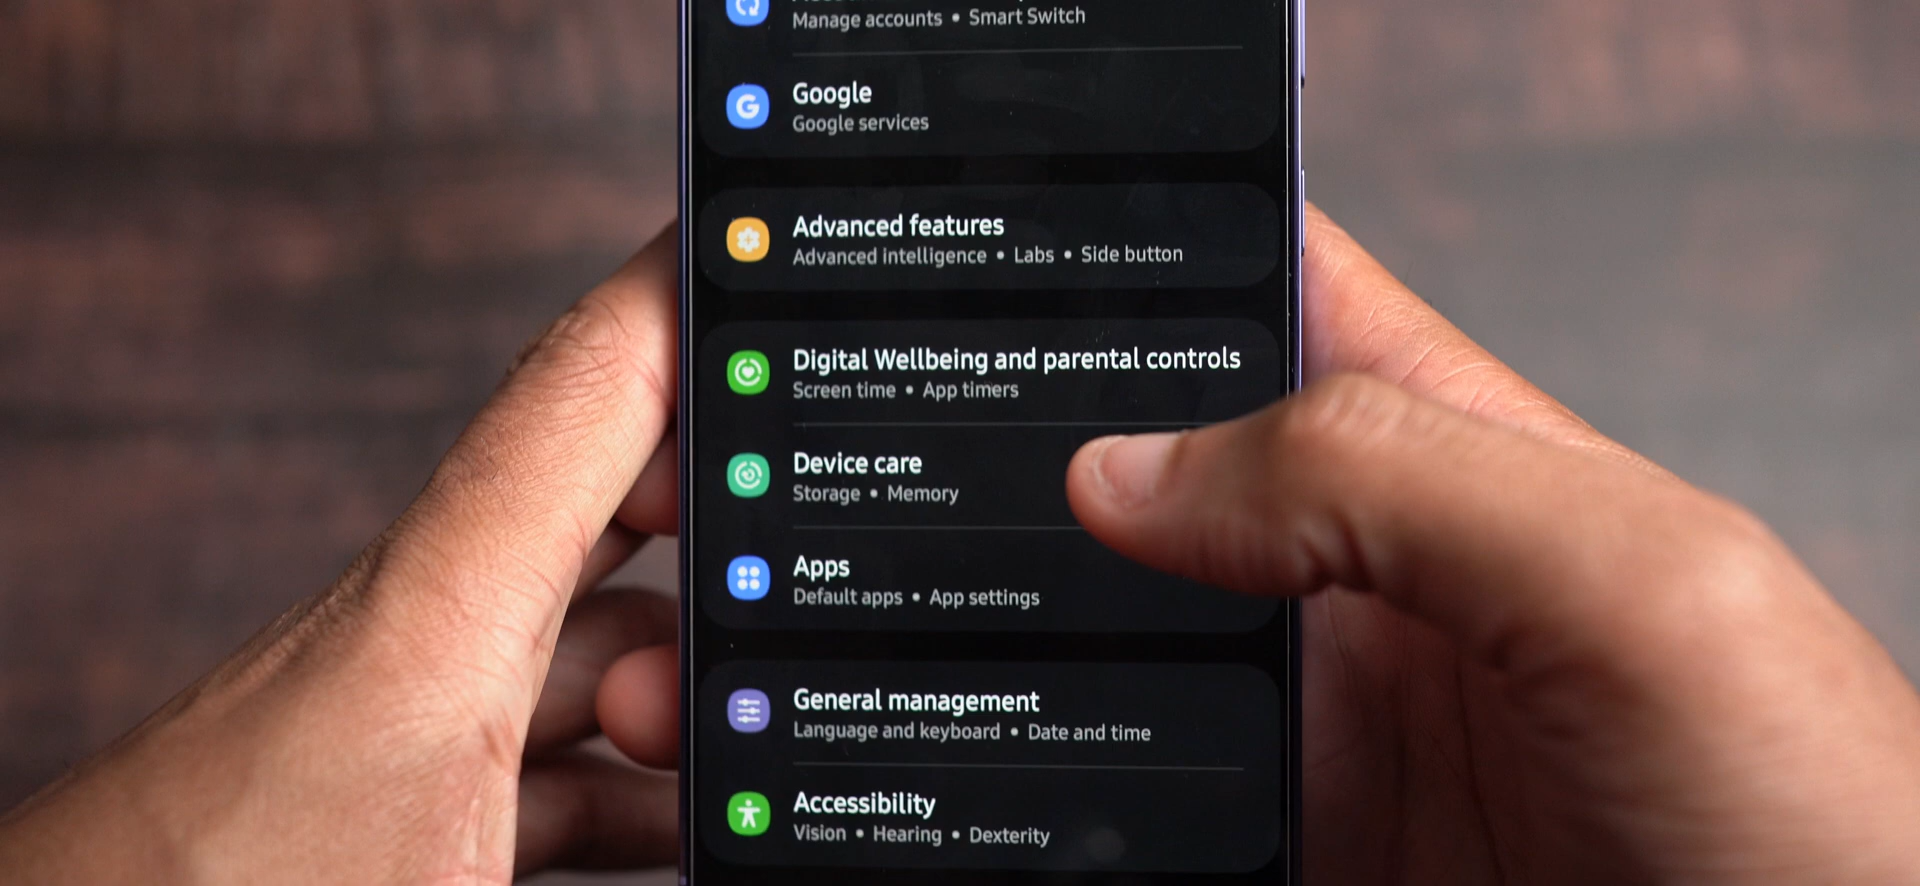 Manage accounts • Smart Switch
Google
Google services
Advanced features
Advanced intelligence • Labs • Side button
Digital Wellbeing and parental controls
Screen time • App timers
Device care
Storage • Memory
Apps
Default apps • App settings
General management
Language and keyboard • Date and time
Accessibility
Vision • Hearing • Dexterity